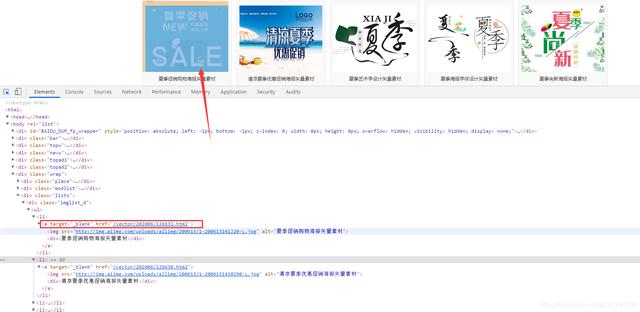 夏季促销
NEW
SALE
LOGO
清凉夏季
优惠促销
XIA JI
夏季
夏季
夏季
尚新
夏季促销购物海报矢量素材
清凉夏季优惠促销海报矢量素材
夏季艺术字设计矢量素材
夏季海报字体设计矢量素材
夏季尚新海报矢量素材
Elements Console Sources Network Performance Memory Application Security Audits
<!doctype html>
<html>
<head>…</head>
<body rel="list">
<div id="BAIDU_DUP_fp_wrapper" style="position: absolute; left: -1px; bottom: -1px; z-index: 0; width: 0px; height: 0px; overflow: hidden; visibility: hidden; display: none;">…</div>
<div class="bar">…</div>
<div class="topw">…</div>
<div class="navw">…</div>
<div class="topad1">…</div>
<div class="topad2">…</div>
<div class="wrap">
<div class="place">…</div>
<div class="modlist">…</div>
<div class="lists">
<div class="imglist_d">
<ul>
<li>
<a target="_blank" href="/vector/202006/126632.html">
<img src="http://img.aiimg.com/uploads/allimg/200613/1-200613141720-L.jpg" alt="夏季促销购物海报矢量素材">
<div>夏季促销购物海报矢量素材</div>
</a>
</li>
<li> == $0
<a target="_blank" href="/vector/202006/126630.html">
<img src="http://img.aiimg.com/uploads/allimg/200613/1-200613141029O-L.jpg" alt="清凉夏季优惠促销海报矢量素材">
<div>清凉夏季优惠促销海报矢量素材</div>
</a>
</li>
<li>…</li>
<li>…</li>